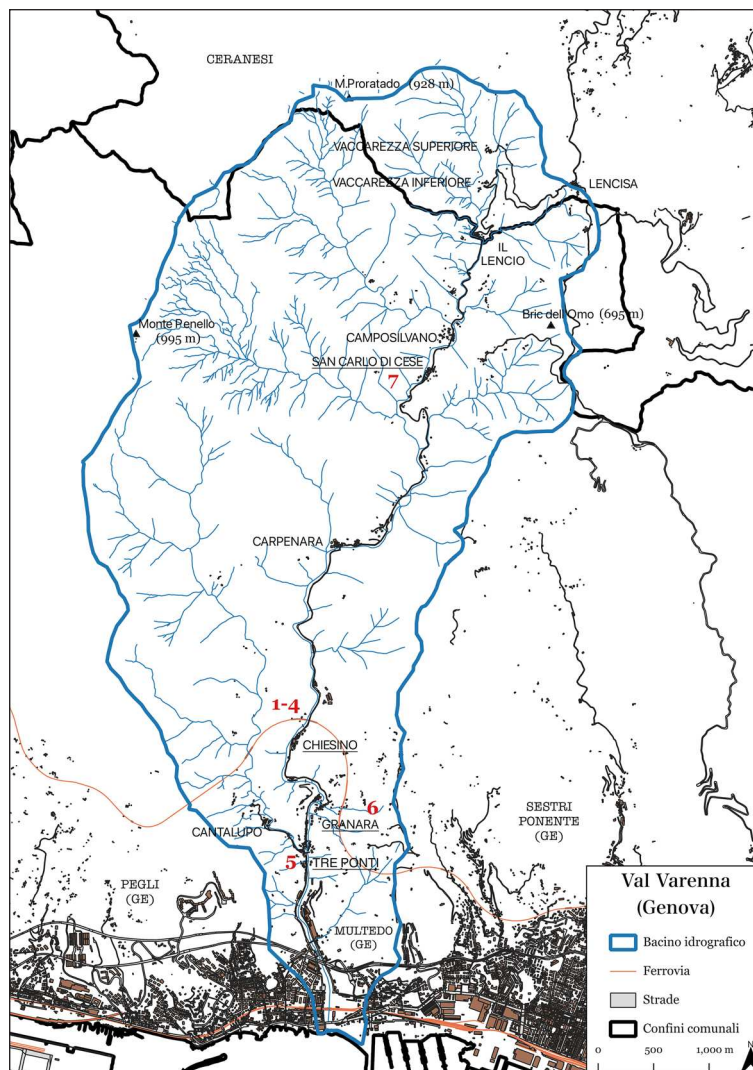 CERANESI
M.Proratado (928 m)
VACCAREZZA SUPERIORE
VACCAREZZA INFERIORE
LENCISA
IL
LENCIO
Monte Penello
(995 m)
Bric dell'Omo (695 m)
CAMPOSILVANO
SAN CARLO DI CESE
7
CARPENARA
1-4
CHIESINO
6
GRANARA
CANTALUPO
SESTRI
PONENTE
(GE)
5
TRE PONTI
PEGLI
(GE)
MULTEDO
(GE)
Val Varenna
(Genova)
Bacino idrografico
Ferrovia
Strade
Confini comunali
N
0 500 1,000 m